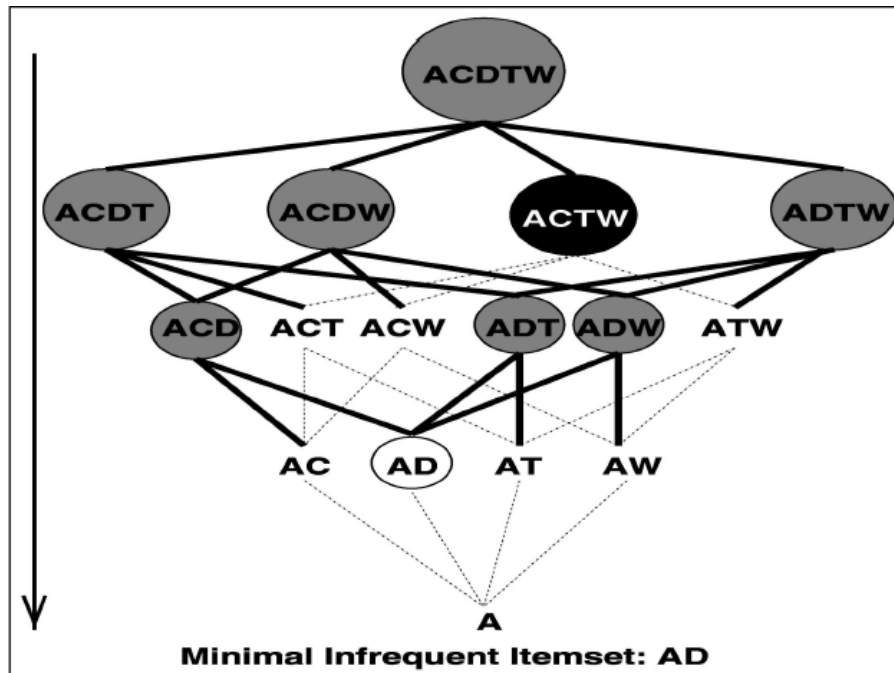 ACDTW
ACDT ACDW ACTW ADTW
ACD ACT ACW ADT ADW ATW
AC AD AT AW
A
Minimal Infrequent Itemset: AD